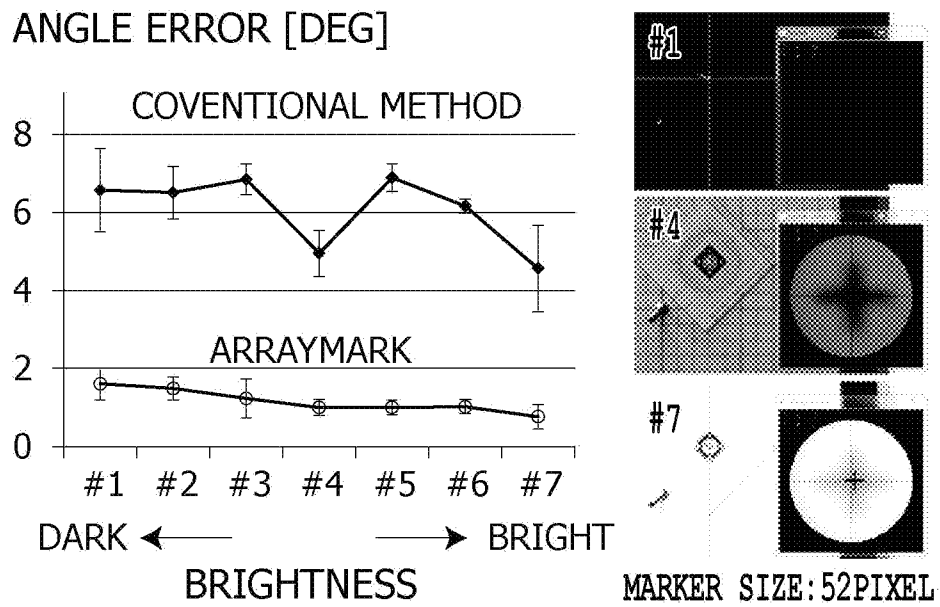 ANGLE ERROR [DEG]
COVENTIONAL METHOD
8
6
4
ARRAYMARK
2
0
#1 #2 #3 #4 #5 #6 #7
DARK BRIGHT
BRIGHTNESS
#1
#4
#7
MARKER SIZE:52PIXEL